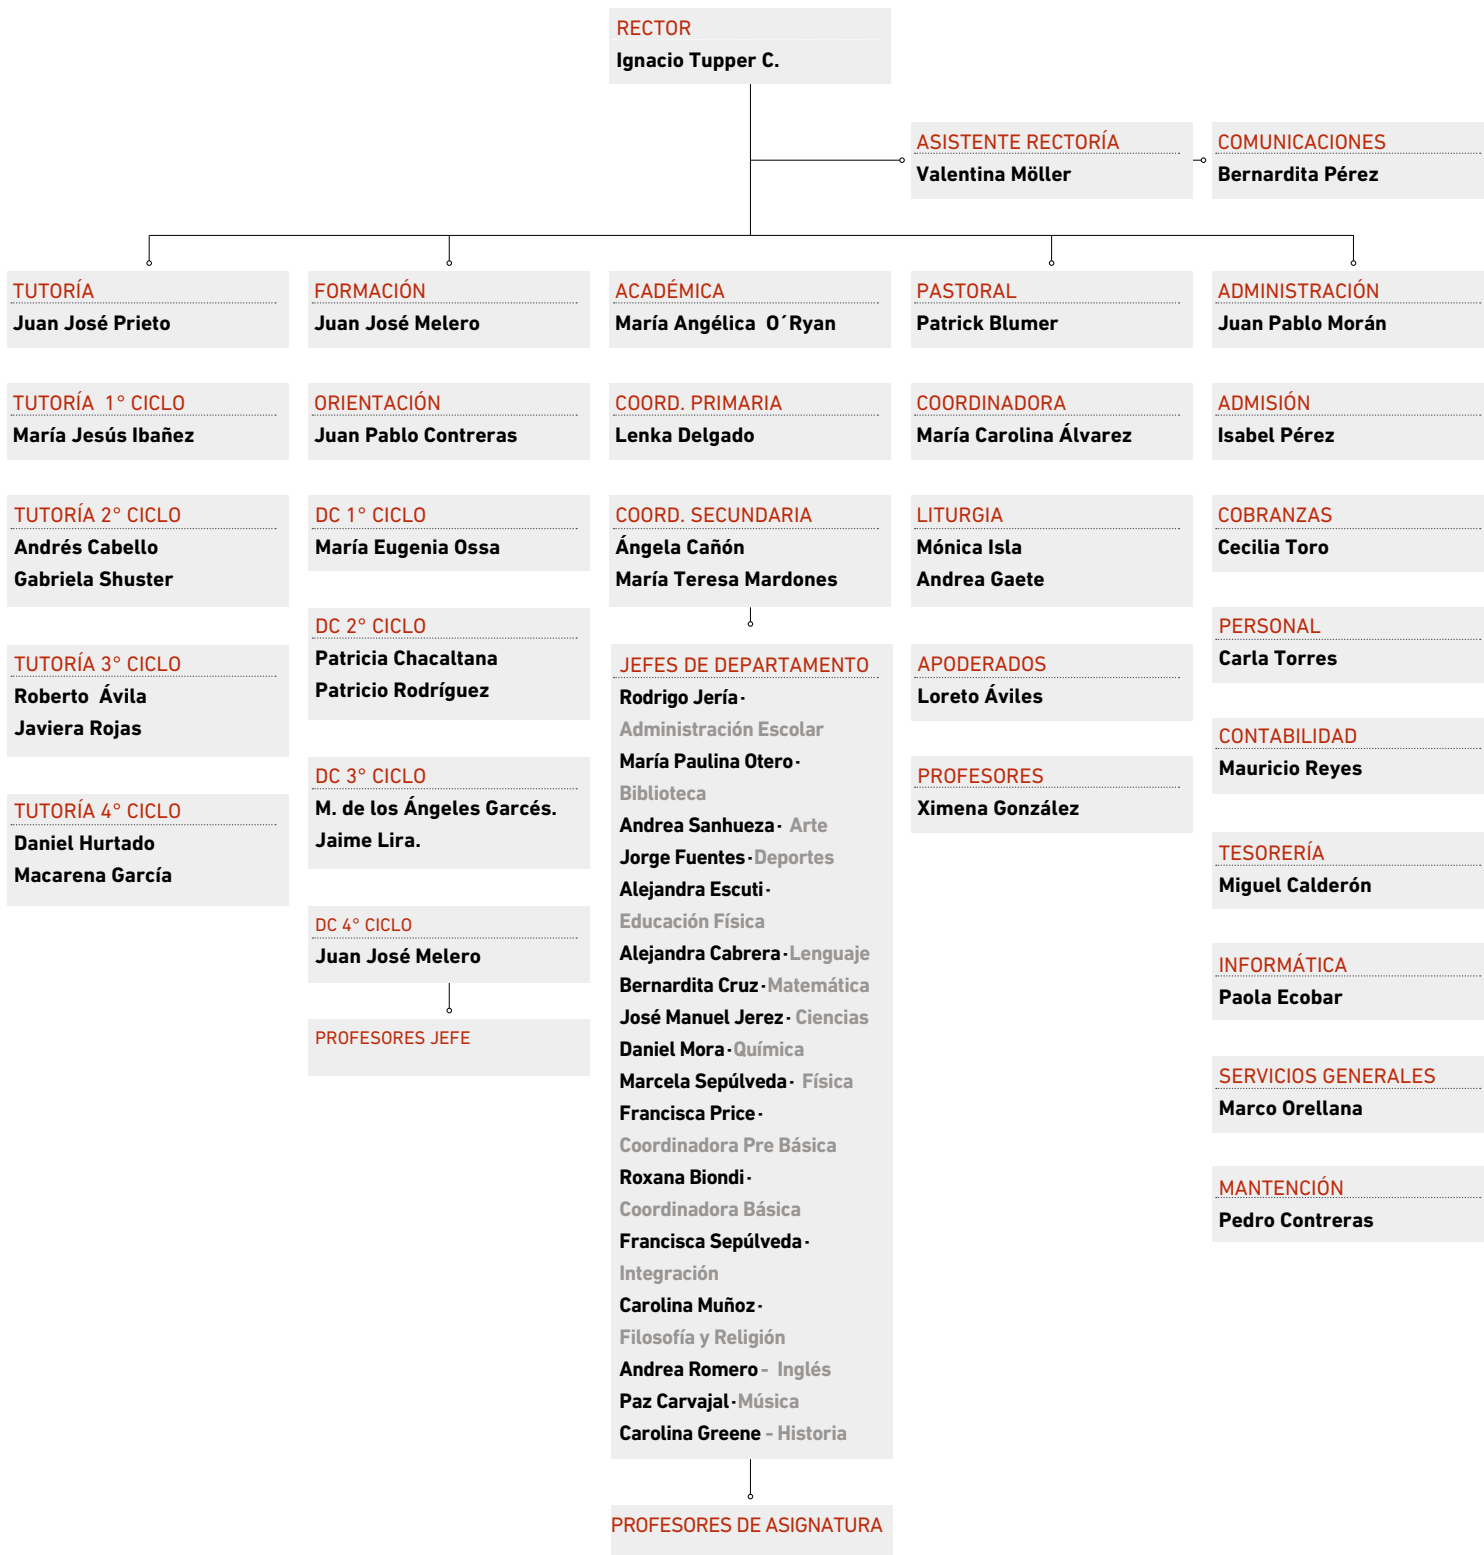 RECTOR
Ignacio Tupper C.
ASISTENTE RECTORÍA
Valentina Möller
COMUNICACIONES
Bernardita Pérez
TUTORÍA
Juan José Prieto
TUTORÍA 1° CICLO
María Jesús Ibañez
TUTORÍA 2° CICLO
Andrés Cabello
Gabriela Shuster
TUTORÍA 3° CICLO
Roberto Ávila
Javiera Rojas
TUTORÍA 4° CICLO
Daniel Hurtado
Macarena García
FORMACIÓN
Juan José Melero
ORIENTACIÓN
Juan Pablo Contreras
DC 1° CICLO
María Eugenia Ossa
DC 2° CICLO
Patricia Chacaltana
Patricio Rodríguez
DC 3° CICLO
M. de los Ángeles Garcés.
Jaime Lira.
DC 4° CICLO
Juan José Melero
PROFESORES JEFE
ACADÉMICA
María Angélica O´Ryan
COORD. PRIMARIA
Lenka Delgado
COORD. SECUNDARIA
Ángela Cañón
María Teresa Mardones
JEFES DE DEPARTAMENTO
Rodrigo Jería-
Administración Escolar
María Paulina Otero-
Biblioteca
Andrea Sanhueza- Arte
Jorge Fuentes-Deportes
Alejandra Escuti-
Educación Física
Alejandra Cabrera-Lenguaje
Bernardita Cruz-Matemática
José Manuel Jerez- Ciencias
Daniel Mora-Química
Marcela Sepúlveda- Física
Francisca Price-
Coordinadora Pre Básica
Roxana Biondi-
Coordinadora Básica
Francisca Sepúlveda-
Integración
Carolina Muñoz-
Filosofía y Religión
Andrea Romero- Inglés
Paz Carvajal-Música
Carolina Greene - Historia
PROFESORES DE ASIGNATURA
PASTORAL
Patrick Blumer
COORDINADORA
María Carolina Álvarez
LITURGIA
Mónica Isla
Andrea Gaete
APODERADOS
Loreto Áviles
PROFESORES
Ximena González
ADMINISTRACIÓN
Juan Pablo Morán
ADMISIÓN
Isabel Pérez
COBRANZAS
Cecilia Toro
PERSONAL
Carla Torres
CONTABILIDAD
Mauricio Reyes
TESORERÍA
Miguel Calderón
INFORMÁTICA
Paola Ecobar
SERVICIOS GENERALES
Marco Orellana
MANTENCIÓN
Pedro Contreras